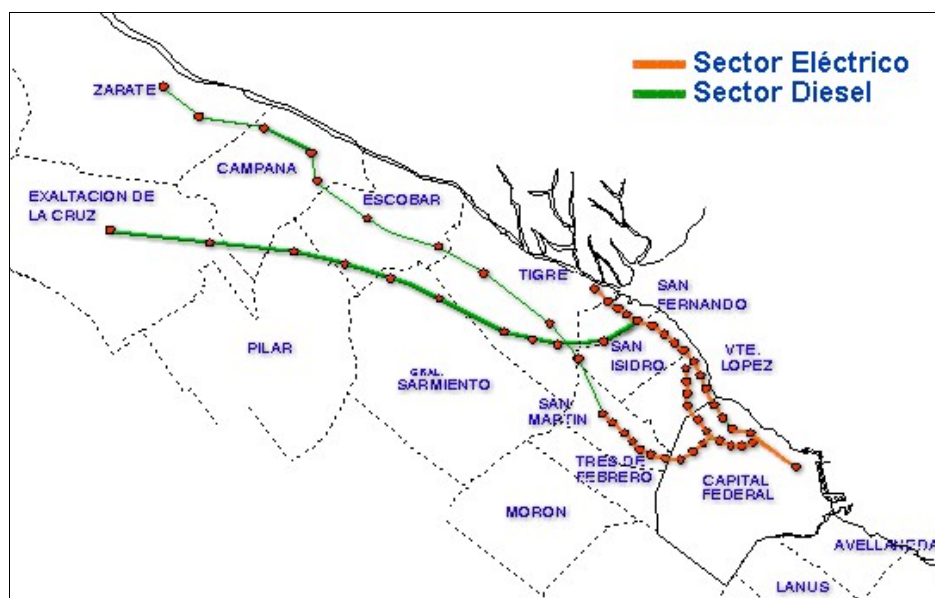 Sector Eléctrico
Sector Diesel
ZARATE
CAMPANA
EXALTACION DE
LA CRUZ
ESCOBAR
TIGRE
SAN
FERNANDO
PILAR
SAN
ISIDRO
VTE.
LOPEZ
GRAL.
SARMIENTO
SAN
MARTIN
TRES DE
FEBRERO
CAPITAL
FEDERAL
MORON
AVELLANEDA
LANUS